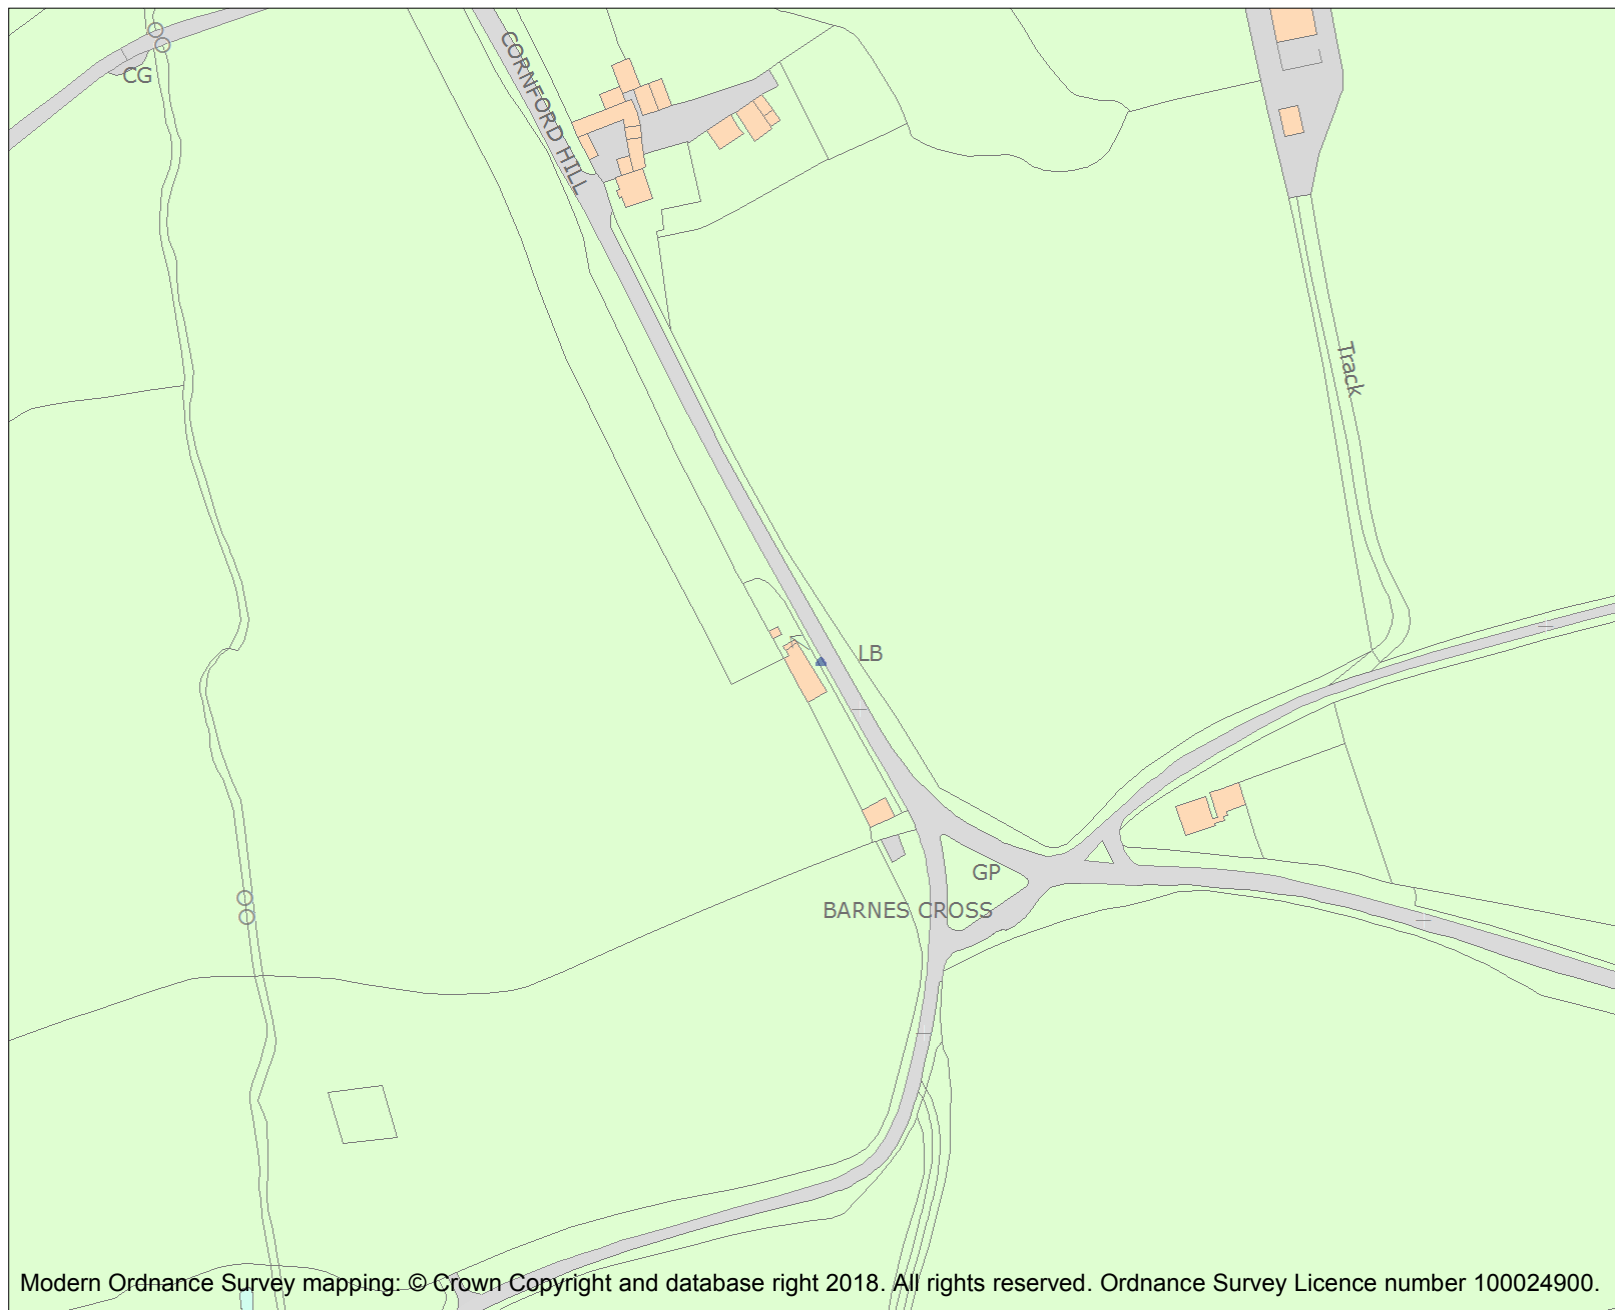 CORNFORD HILL
CG
Track
LB
GP
BARNES CROSS
Modern Ordnance Survey mapping: © Crown Copyright and database right 2018. All rights reserved. Ordnance Survey Licence number 100024900.